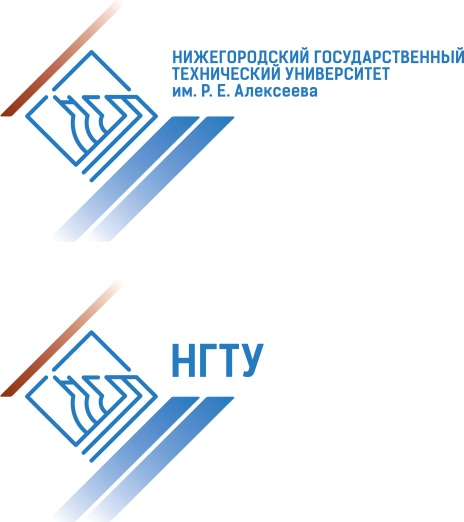 НИЖЕГОРОДСКИЙ ГОСУДАРСТВЕННЫЙ
ТЕХНИЧЕСКИЙ УНИВЕРСИТЕТ
им. Р. Е. Алексеева
НГТУ